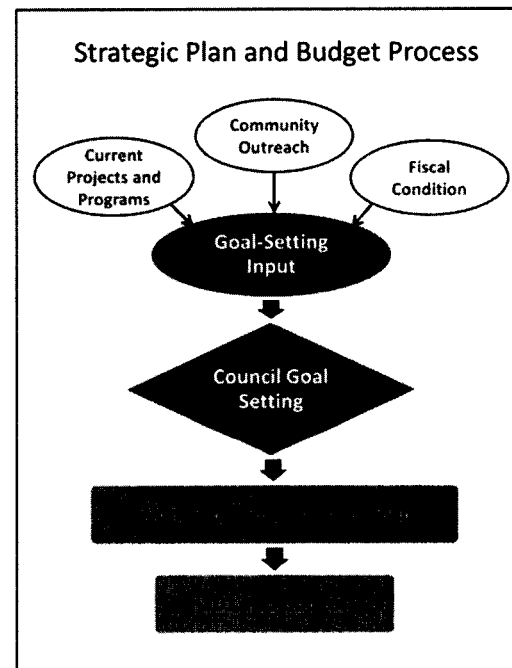 Strategic Plan and Budget Process
Community
Outreach
Current
Projects and
Programs
Fiscal
Condition
Goal-Setting
Input
Council Goal
Setting